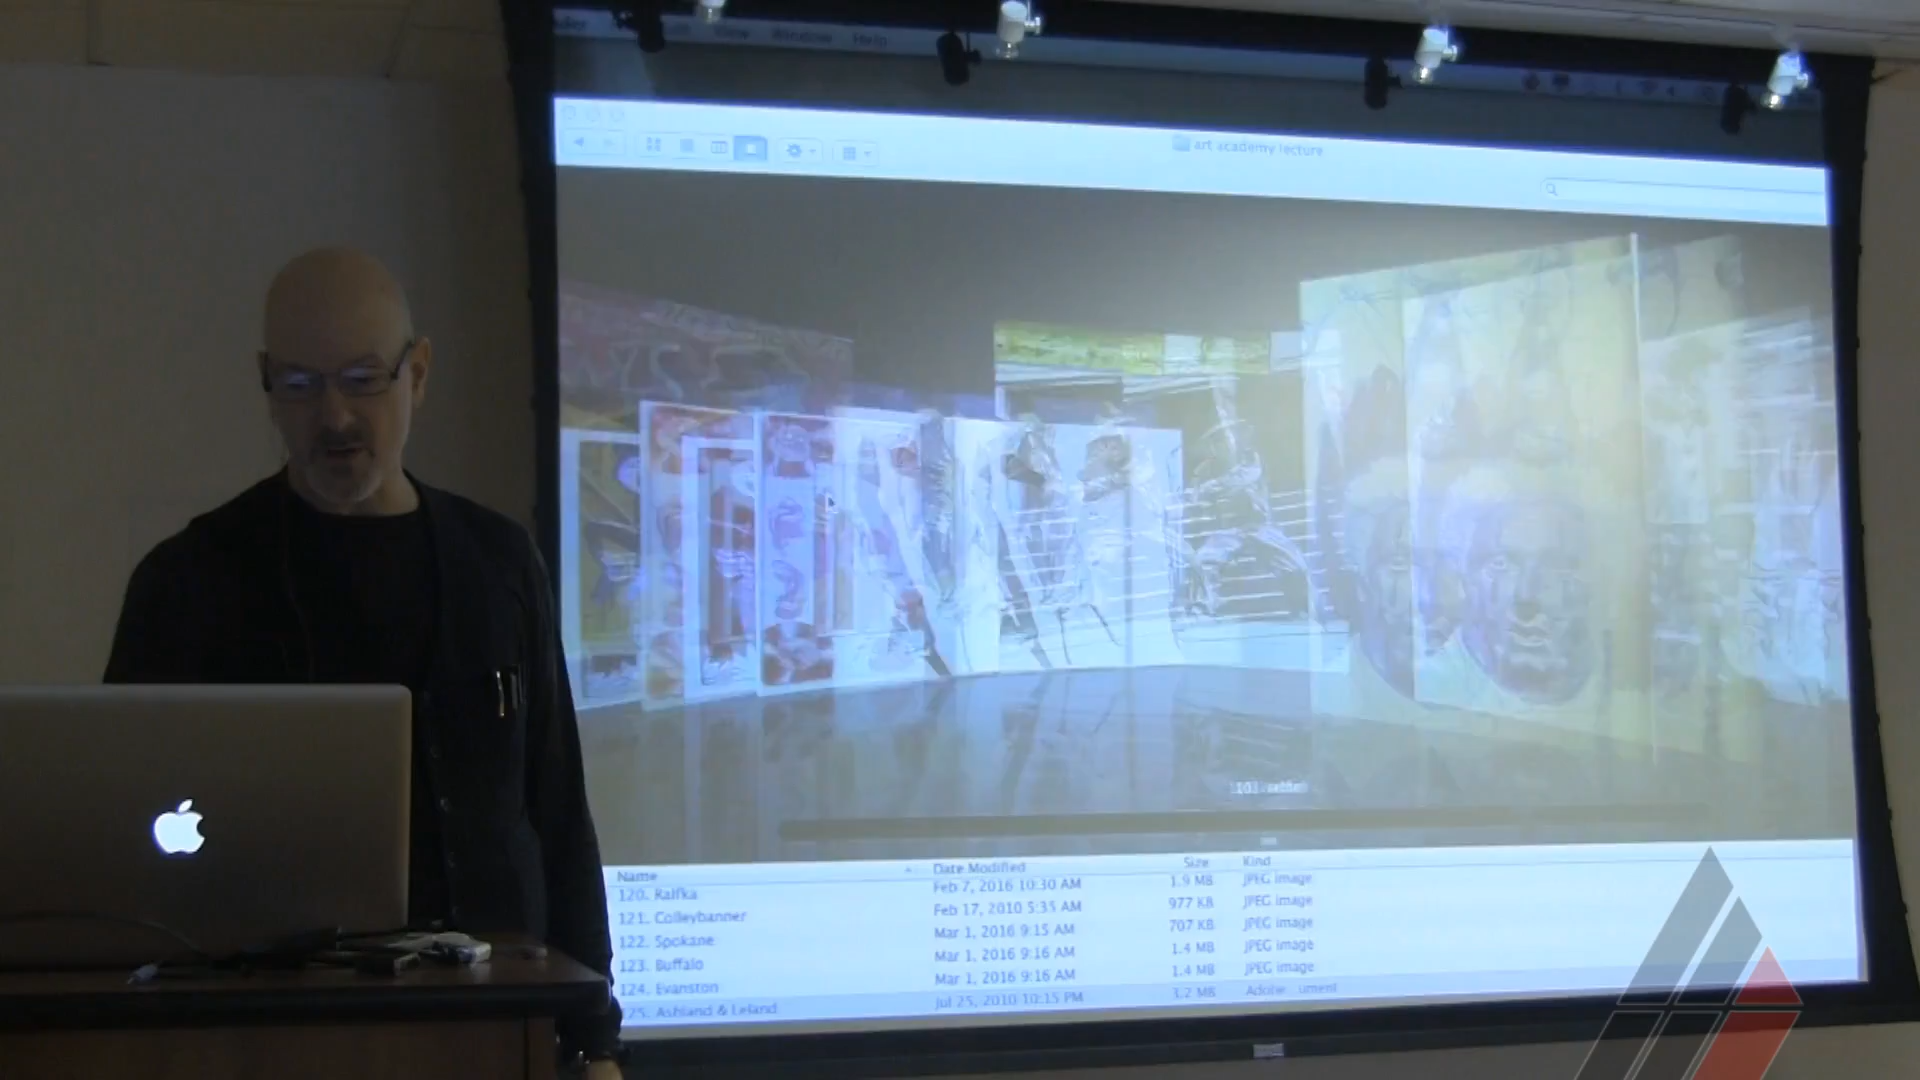 View Window Help
art academy lecture
Name Date Modified Size Kind
120. Ralfka Feb 7, 2016 10:30 AM 1.9 MB JPEG image
121. Colleybanner Feb 17, 2010 5:35 AM 977 KB JPEG image
122. Spokane Mar 1, 2016 9:15 AM 707 KB JPEG image
123. Buffalo Mar 1, 2016 9:16 AM 1.4 MB JPEG image
124. Evanston Mar 1, 2016 9:16 AM 1.4 MB JPEG image
Ashland & Leland Jul 25, 2010 10:15 PM 3.2 MB